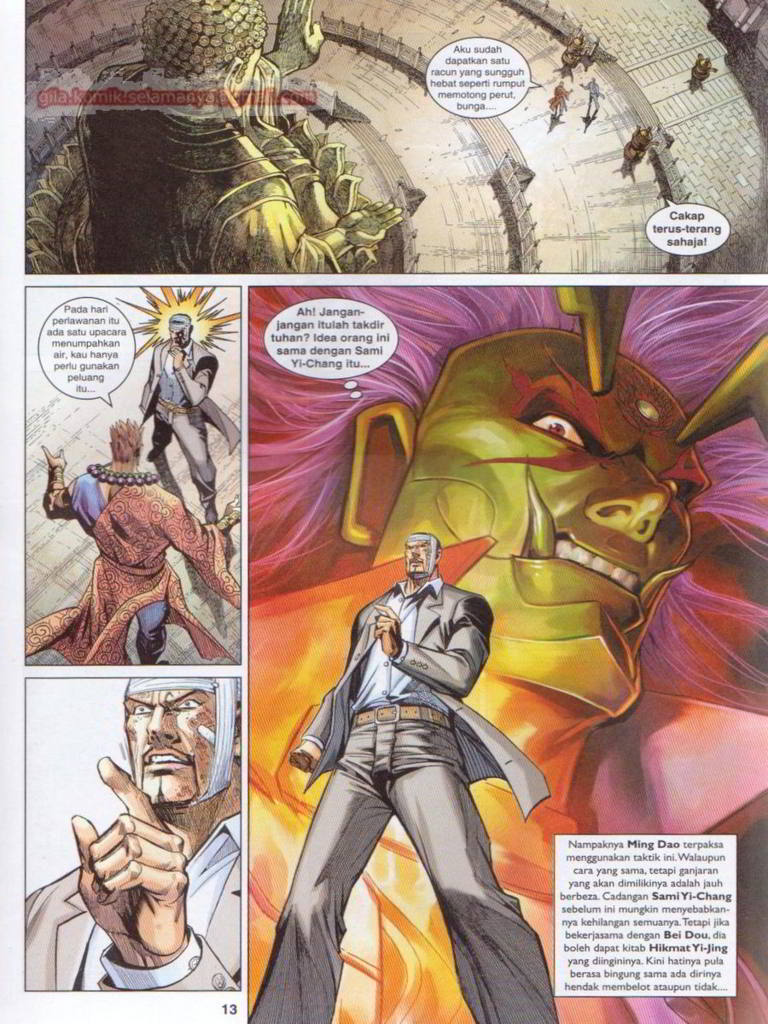 Aku sudah
dapatkan satu
racun yang sungguh
hebat seperti rumput
memotong perut,
bunga....
gila.komik.selamanya
Cakap
terus-terang
sahaja!
Pada hari
perlawanan itu
ada satu upacara
menumpahkan
air, kau hanya
perlu gunakan
peluang
itu...
Ah! Jangan-
jangan itulah takdir
tuhan? Idea orang ini
sama dengan Sami
Yi-Chang itu...
Nampaknya Ming Dao terpaksa
menggunakan taktik ini. Walaupun
cara yang sama, tetapi ganjaran
yang akan dimilikinya adalah jauh
berbeza. Cadangan Sami Yi-Chang
sebelum ini mungkin menyebabkan-
nya kehilangan semuanya. Tetapi jika
bekerjasama dengan Bei Dou, dia
boleh dapat kitab Hikmat Yi-Jing
yang diingininya. Kini hatinya pula
berasa bingung sama ada dirinya
hendak membelot ataupun tidak....
13